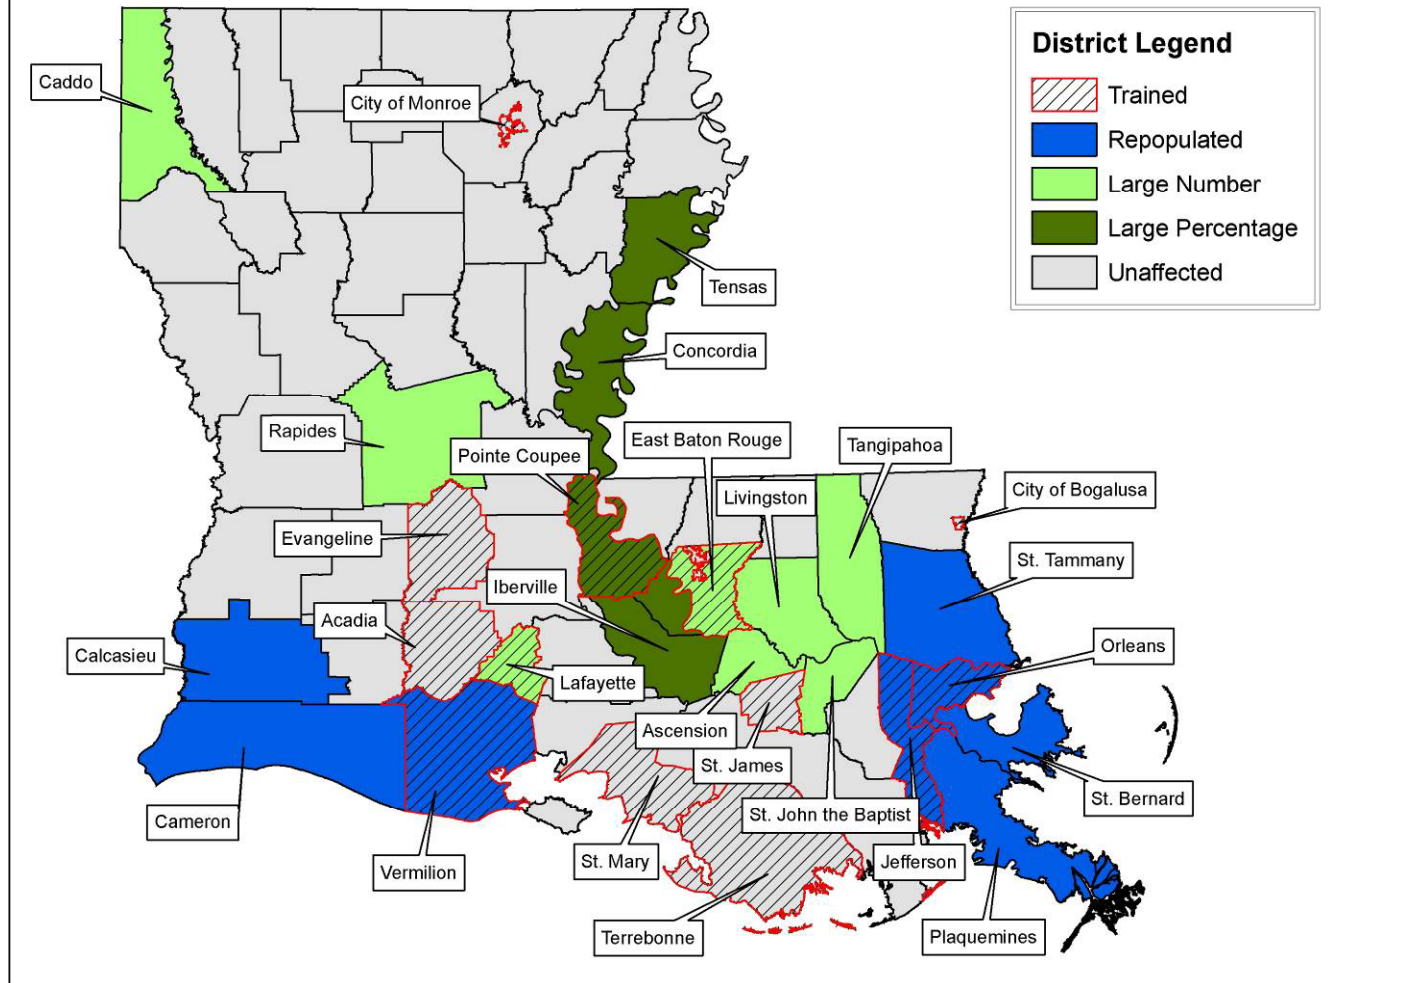 District Legend
Trained
Repopulated
Large Number
Large Percentage
Unaffected
Caddo
City of Monroe
Tensas
Concordia
Rapides
Pointe Coupee
East Baton Rouge
Tangipahoa
Livingston
City of Bogalusa
Evangeline
St. Tammany
Iberville
Acadia
Orleans
Calcasieu
Lafayette
Ascension
St. James
St. Bernard
Cameron
St. John the Baptist
Vermilion
St. Mary
Jefferson
Terrebonne
Plaquemines